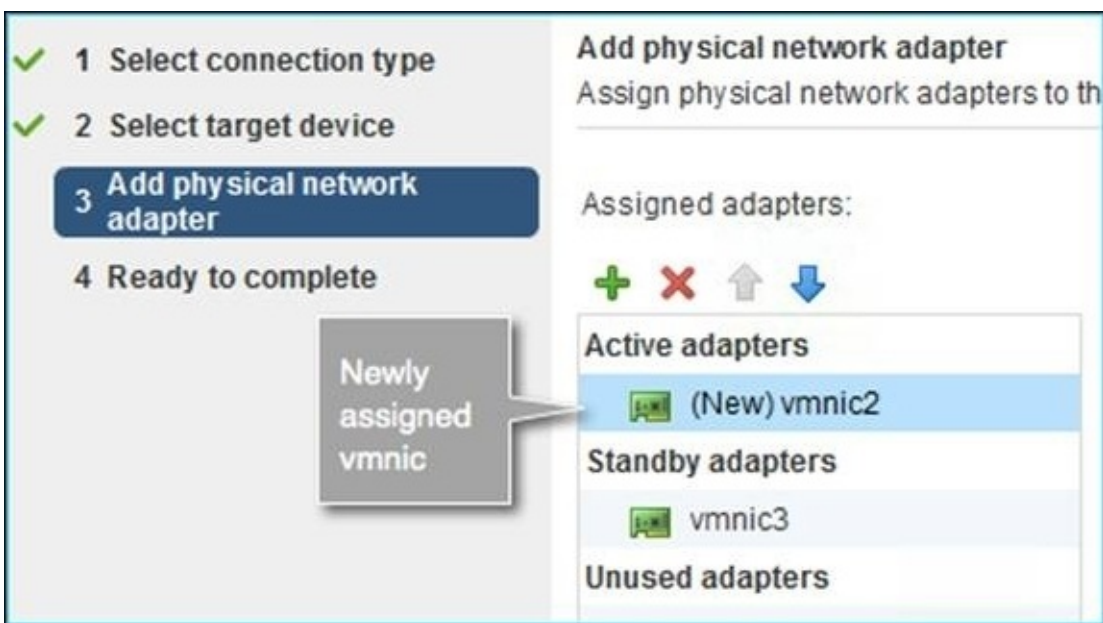 1 Select connection type
2 Select target device
3 Add physical network
adapter
4 Ready to complete
Newly
assigned
vmnic
Add physical network adapter
Assign physical network adapters to th
Assigned adapters:
Active adapters
(New) vmnic2
Standby adapters
vmnic3
Unused adapters